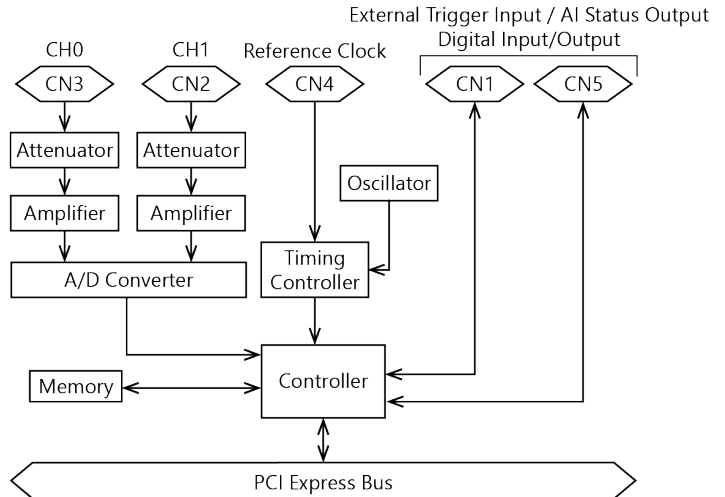 External Trigger Input / AI Status Output
Digital Input/Output
CH0
CH1
Reference Clock
CN3
CN2
CN4
CN1
CN5
Attenuator
Attenuator
Oscillator
Amplifier
Amplifier
Timing
Controller
A/D Converter
Controller
Memory
PCI Express Bus